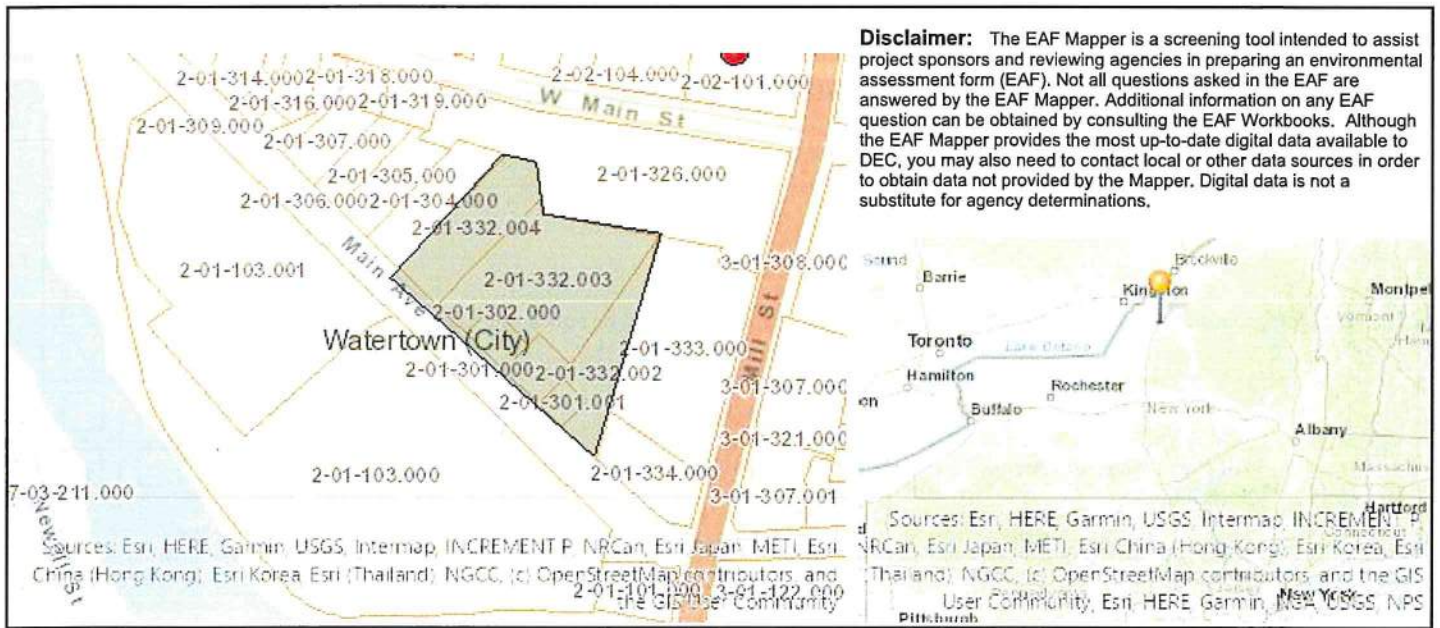 Disclaimer: The EAF Mapper is a screening tool intended to assist
project sponsors and reviewing agencies in preparing an environmental
assessment form (EAF). Not all questions asked in the EAF are
answered by the EAF Mapper. Additional information on any EAF
question can be obtained by consulting the EAF Workbooks. Although
the EAF Mapper provides the most up-to-date digital data available to
DEC, you may also need to contact local or other data sources in order
to obtain data not provided by the Mapper. Digital data is not a
substitute for agency determinations.
2-01-314.000
2-01-318.000
2-02-104.000
2-02-101.000
2-01-316.000
2-01-319.000
W Main St
2-01-309.000
2-01-307.000
2-01-305.000
2-01-326.000
2-01-306.000
2-01-304.000
2-01-332.004
Main Ave
2-01-103.001
3-01-308.000
2-01-332.003
2-01-302.000
Mill St
Watertown (City)
2-01-333.000
2-01-301.000
2-01-332.002
3-01-307.000
2-01-301.001
3-01-321.000
2-01-103.000
2-01-334.000
7-03-211.000
3-01-307.001
Newell St
Sources: Esri, HERE, Garmin, USGS, Intermap, INCREMENT P, NRCan, Esri Japan, METI, Esri
China (Hong Kong), Esri Korea, Esri (Thailand), NGCC, (c) OpenStreetMap contributors, and
2-01-101.000
3-01-122.000
the GIS User Community
Sound
Barrie
Brockville
Kingston
Montpel
Vermont
Toronto
Lake Ontario
Hamilton
Rochester
Buffalo
New York
Albany
Massachus
Hartford
Connecticut
Sources: Esri, HERE, Garmin, USGS, Intermap, INCREMENT P,
NRCan, Esri Japan, METI, Esri China (Hong Kong), Esri Korea, Esri
(Thailand), NGCC, (c) OpenStreetMap contributors, and the GIS
User Community, Esri, HERE, Garmin, NGA, USGS, NPS
New York
Pittsburgh